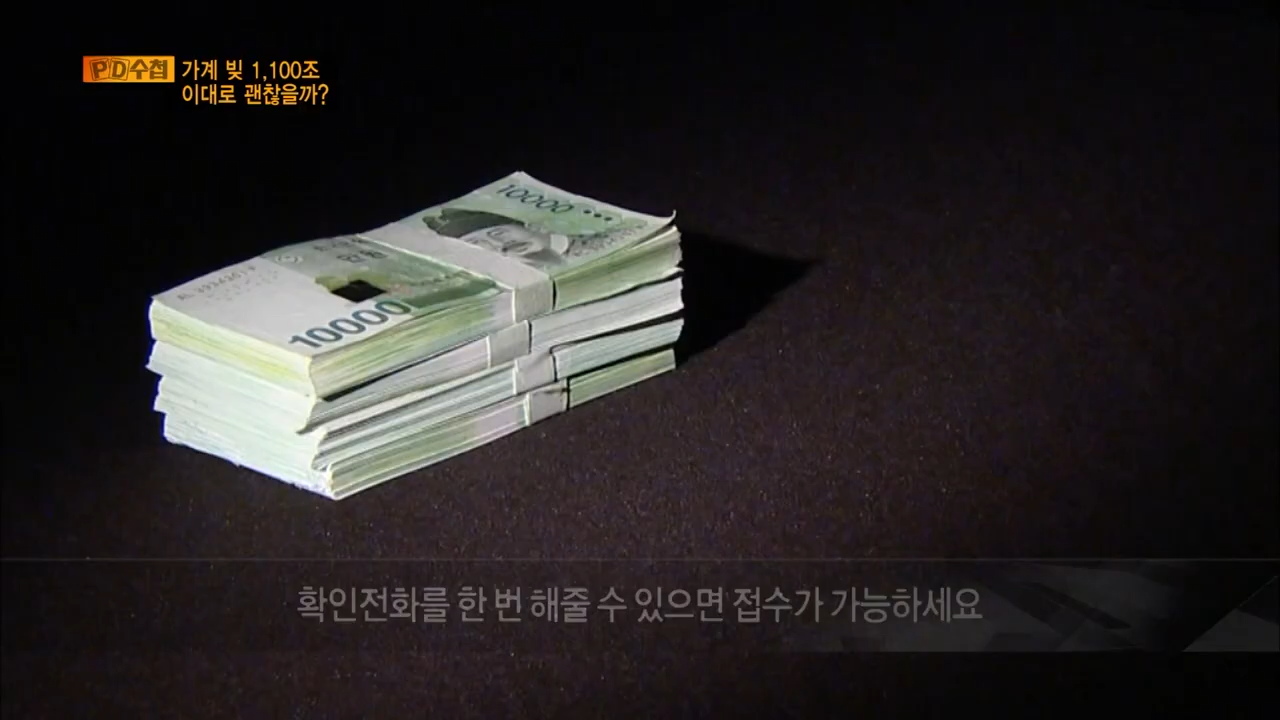 PD수첩 가계 빚 1,100조
이대로 괜찮을까?
10000
만원
10000
확인전화를 한 번 해줄 수 있으면 접수가 가능하세요